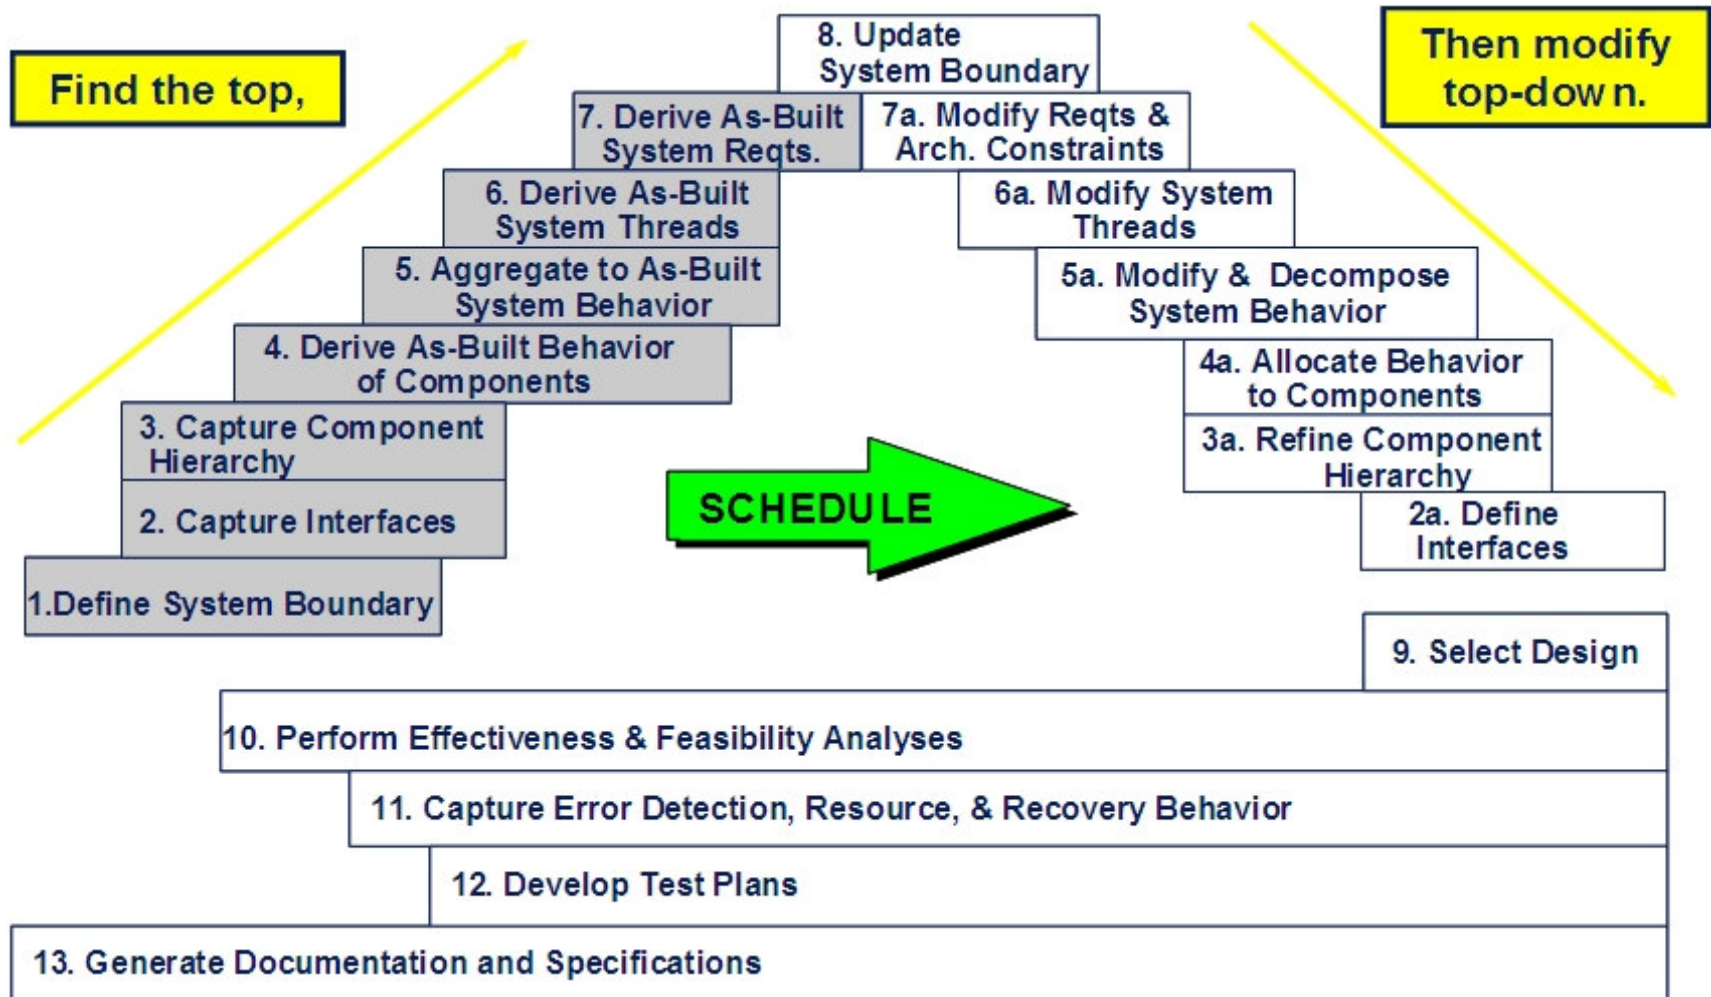 Find the top,
Then modify
top-down.
8. Update
System Boundary
7. Derive As-Built
System Reqts.
7a. Modify Reqts &
Arch. Constraints
6. Derive As-Built
System Threads
6a. Modify System
Threads
5. Aggregate to As-Built
System Behavior
5a. Modify & Decompose
System Behavior
4. Derive As-Built Behavior
of Components
4a. Allocate Behavior
to Components
3. Capture Component
Hierarchy
3a. Refine Component
Hierarchy
2. Capture Interfaces
2a. Define
Interfaces
SCHEDULE
1.Define System Boundary
9. Select Design
10. Perform Effectiveness & Feasibility Analyses
11. Capture Error Detection, Resource, & Recovery Behavior
12. Develop Test Plans
13. Generate Documentation and Specifications